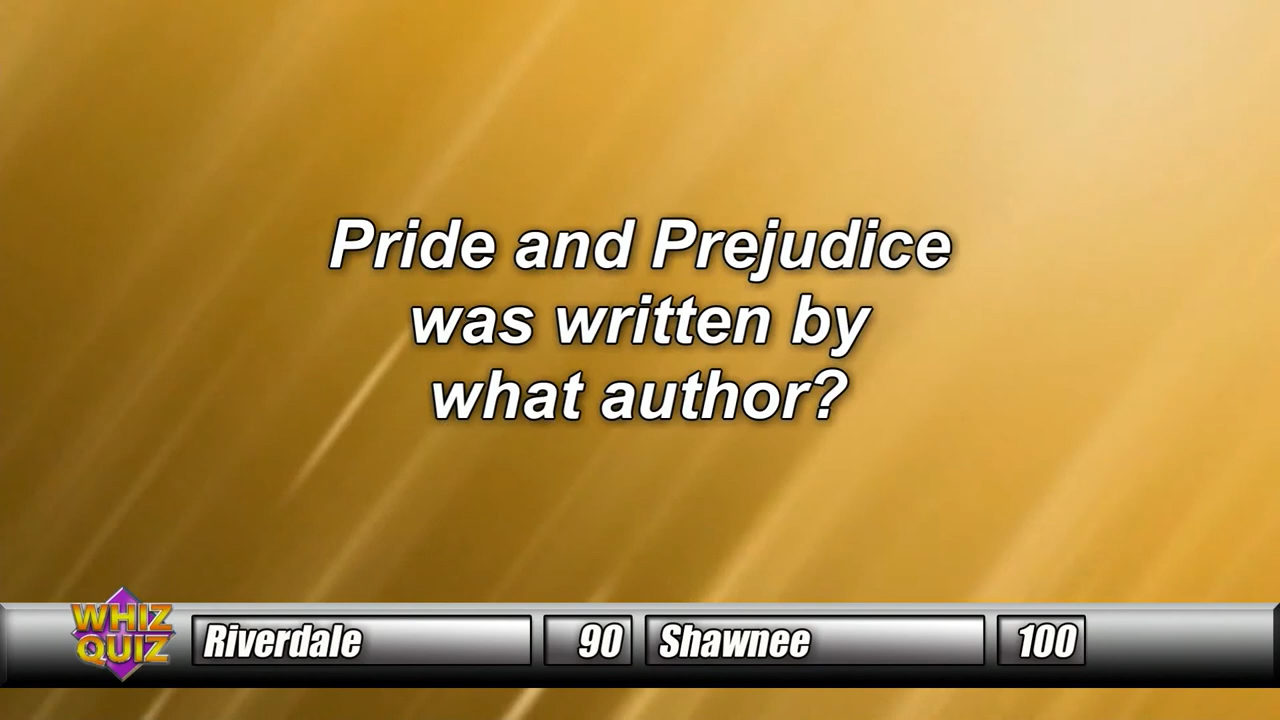 Pride and Prejudice
was written by
what author?
WHIZ
QUIZ
Riverdale 90 Shawnee 100